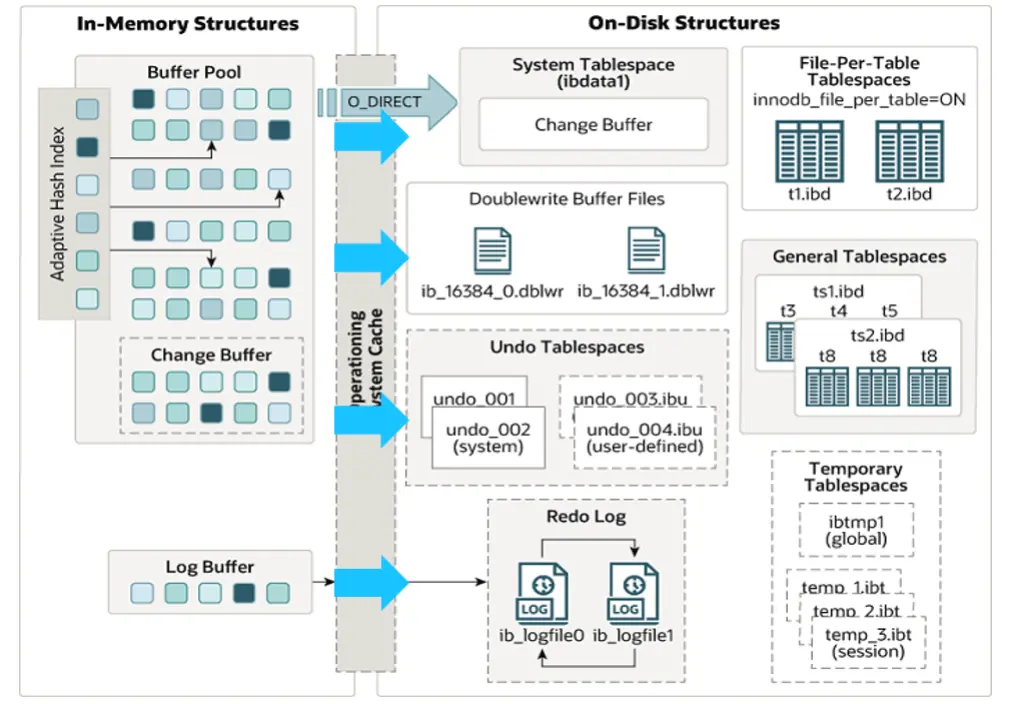 In-Memory Structures
On-Disk Structures
Buffer Pool
Adaptive Hash Index
Change Buffer
Log Buffer
O_DIRECT
Operationing
System Cache
System Tablespace
(ibdata1)
Change Buffer
Doublewrite Buffer Files
ib_16384_0.dblwr
ib_16384_1.dblwr
Undo Tablespaces
undo_001
undo_002
(system)
undo_003.ibu
undo_004.ibu
(user-defined)
Redo Log
LOG
LOG
ib_logfile0
ib_logfile1
File-Per-Table
Tablespaces
innodb_file_per_table=ON
t1.ibd
t2.ibd
General Tablespaces
ts1.ibd
t3 t4 t5
ts2.ibd
t8 t8 t8
Temporary
Tablespaces
ibtmp1
(global)
temp_1.ibt
temp_2.ibt
temp_3.ibt
(session)